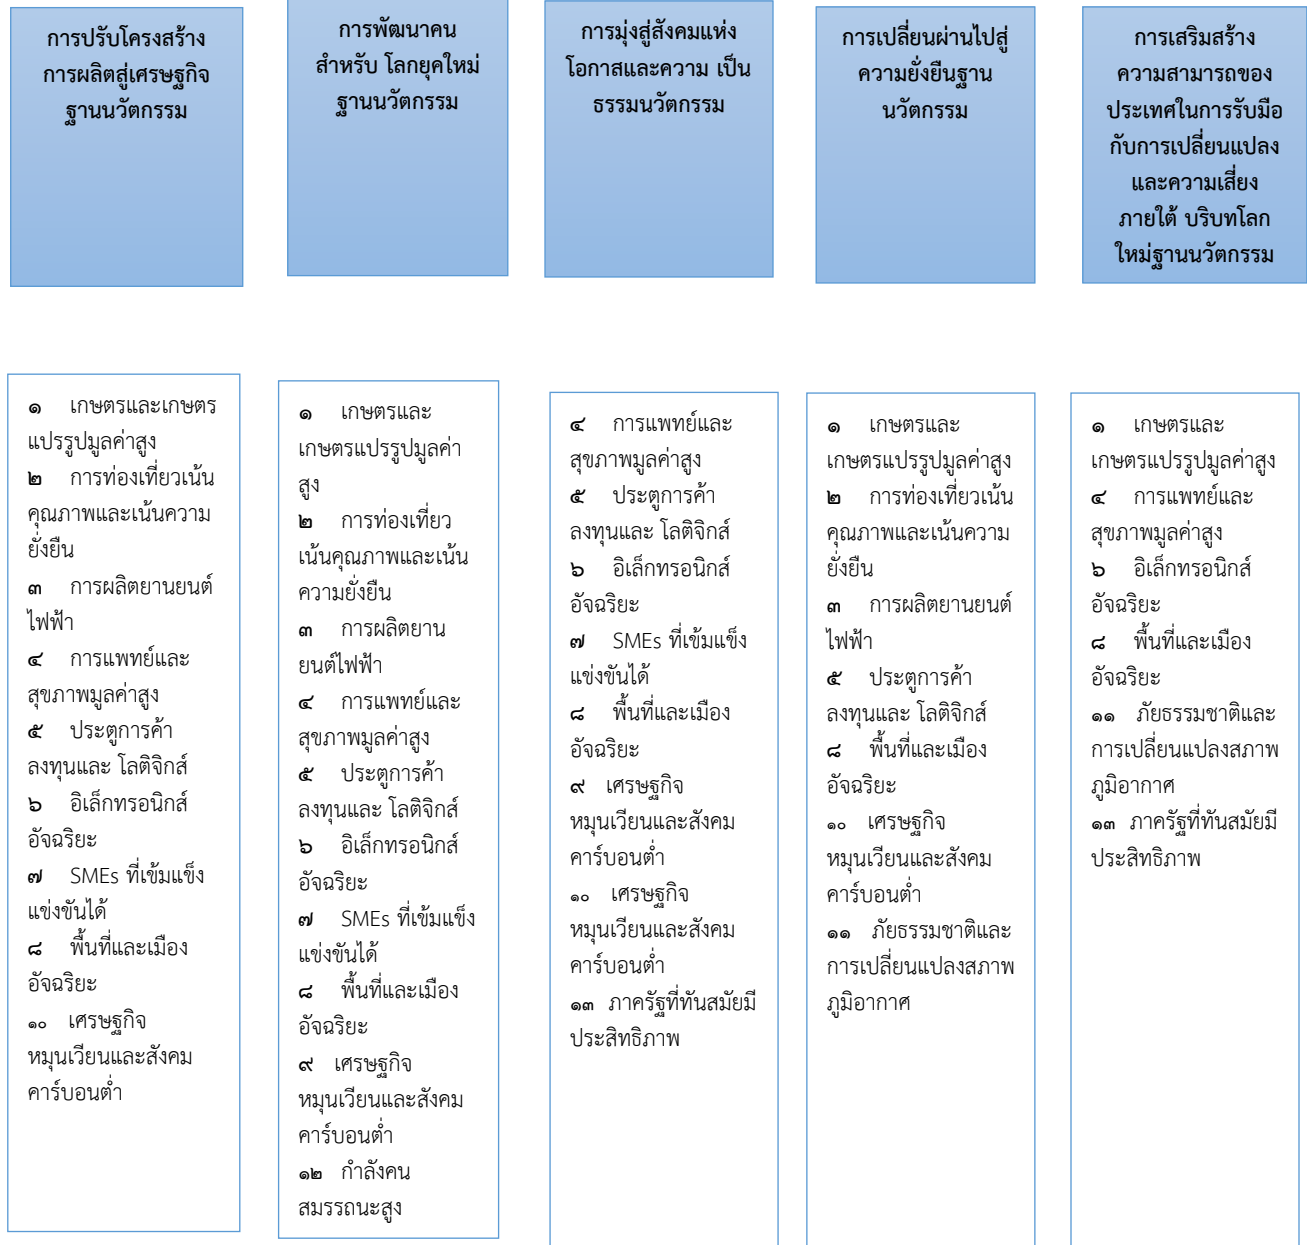 การปรับโครงสร้าง
การผลิตสู่เศรษฐกิจ
ฐานนวัตกรรม
การพัฒนาคน
สำหรับ โลกยุคใหม่
ฐานนวัตกรรม
การมุ่งสู่สังคมแห่ง
โอกาสและความ เป็น
ธรรมนวัตกรรม
การเปลี่ยนผ่านไปสู่
ความยั่งยืนฐาน
นวัตกรรม
การเสริมสร้าง
ความสามารถของ
ประเทศในการรับมือ
กับการเปลี่ยนแปลง
และความเสี่ยง
ภายใต้ บริบทโลก
ใหม่ฐานนวัตกรรม
๑ เกษตรและเกษตร
แปรรูปมูลค่าสูง
๒ การท่องเที่ยวเน้น
คุณภาพและเน้นความ
ยั่งยืน
๓ การผลิตยานยนต์
ไฟฟ้า
๔ การแพทย์และ
สุขภาพมูลค่าสูง
๕ ประตูการค้า
ลงทุนและ โลติจิกส์
๖ อิเล็กทรอนิกส์
อัจฉริยะ
๗ SMEs ที่เข้มแข็ง
แข่งขันได้
๘ พื้นที่และเมือง
อัจฉริยะ
๑๐ เศรษฐกิจ
หมุนเวียนและสังคม
คาร์บอนต่ำ
๑ เกษตรและ
เกษตรแปรรูปมูลค่า
สูง
๒ การท่องเที่ยว
เน้นคุณภาพและเน้น
ความยั่งยืน
๓ การผลิตยาน
ยนต์ไฟฟ้า
๔ การแพทย์และ
สุขภาพมูลค่าสูง
๕ ประตูการค้า
ลงทุนและ โลติจิกส์
๖ อิเล็กทรอนิกส์
อัจฉริยะ
๗ SMEs ที่เข้มแข็ง
แข่งขันได้
๘ พื้นที่และเมือง
อัจฉริยะ
๙ เศรษฐกิจ
หมุนเวียนและสังคม
คาร์บอนต่ำ
๑๒ กำลังคน
สมรรถนะสูง
๔ การแพทย์และ
สุขภาพมูลค่าสูง
๕ ประตูการค้า
ลงทุนและ โลติจิกส์
๖ อิเล็กทรอนิกส์
อัจฉริยะ
๗ SMEs ที่เข้มแข็ง
แข่งขันได้
๘ พื้นที่และเมือง
อัจฉริยะ
๙ เศรษฐกิจ
หมุนเวียนและสังคม
คาร์บอนต่ำ
๑๐ เศรษฐกิจ
หมุนเวียนและสังคม
คาร์บอนต่ำ
๑๓ ภาครัฐที่ทันสมัยมี
ประสิทธิภาพ
๑ เกษตรและ
เกษตรแปรรูปมูลค่าสูง
๒ การท่องเที่ยวเน้น
คุณภาพและเน้นความ
ยั่งยืน
๓ การผลิตยานยนต์
ไฟฟ้า
๕ ประตูการค้า
ลงทุนและ โลติจิกส์
๘ พื้นที่และเมือง
อัจฉริยะ
๑๐ เศรษฐกิจ
หมุนเวียนและสังคม
คาร์บอนต่ำ
๑๑ ภัยธรรมชาติและ
การเปลี่ยนแปลงสภาพ
ภูมิอากาศ
๑ เกษตรและ
เกษตรแปรรูปมูลค่าสูง
๔ การแพทย์และ
สุขภาพมูลค่าสูง
๖ อิเล็กทรอนิกส์
อัจฉริยะ
๘ พื้นที่และเมือง
อัจฉริยะ
๑๑ ภัยธรรมชาติและ
การเปลี่ยนแปลงสภาพ
ภูมิอากาศ
๑๓ ภาครัฐที่ทันสมัยมี
ประสิทธิภาพ